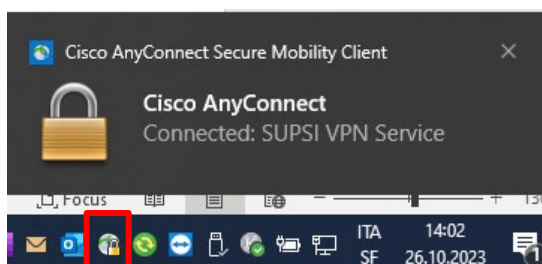 Cisco AnyConnect Secure Mobility Client
Cisco AnyConnect
Connected: SUPSI VPN Service
Focus
ITA
14:02
SF
26.10.2023
1